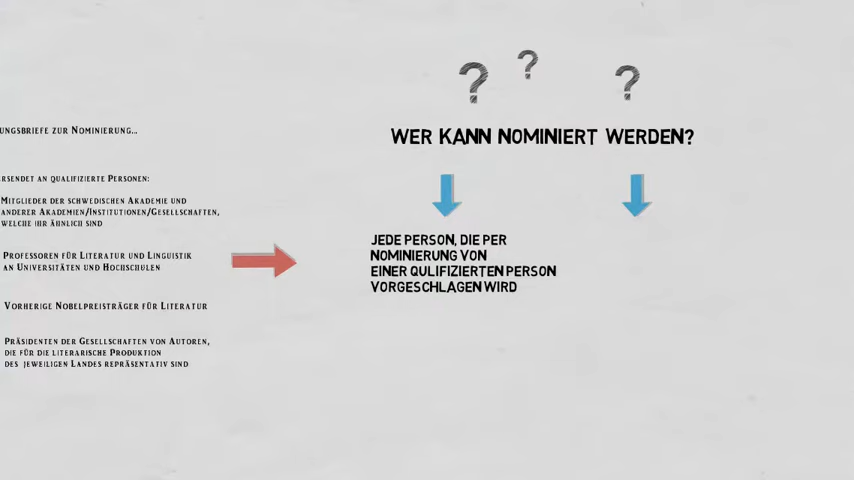 ? ? ?
WER KANN NOMINIERT WERDEN?
UNGSBRIEFE ZUR NOMINIERUNG...
ERSENDET AN QUALIFIZIERTE PERSONEN:
MITGLIEDER DER SCHWEDISCHEN AKADEMIE UND
ANDERER AKADEMIEN/INSTITUTIONEN/GESELLSCHAFTEN,
WELCHE IHR ÄHNLICH SIND
PROFESSOREN FÜR LITERATUR UND LINGUISTIK
AN UNIVERSITÄTEN UND HOCHSCHULEN
VORHERIGE NOBELPREISTRÄGER FÜR LITERATUR
PRÄSIDENTEN DER GESELLSCHAFTEN VON AUTOREN,
DIE FÜR DIE LITERARISCHE PRODUKTION
DES JEWEILIGEN LANDES REPRÄSENTATIV SIND
JEDE PERSON, DIE PER
NOMINIERUNG VON
EINER QULIFIZIERTEN PERSON
VORGESCHLAGEN WIRD